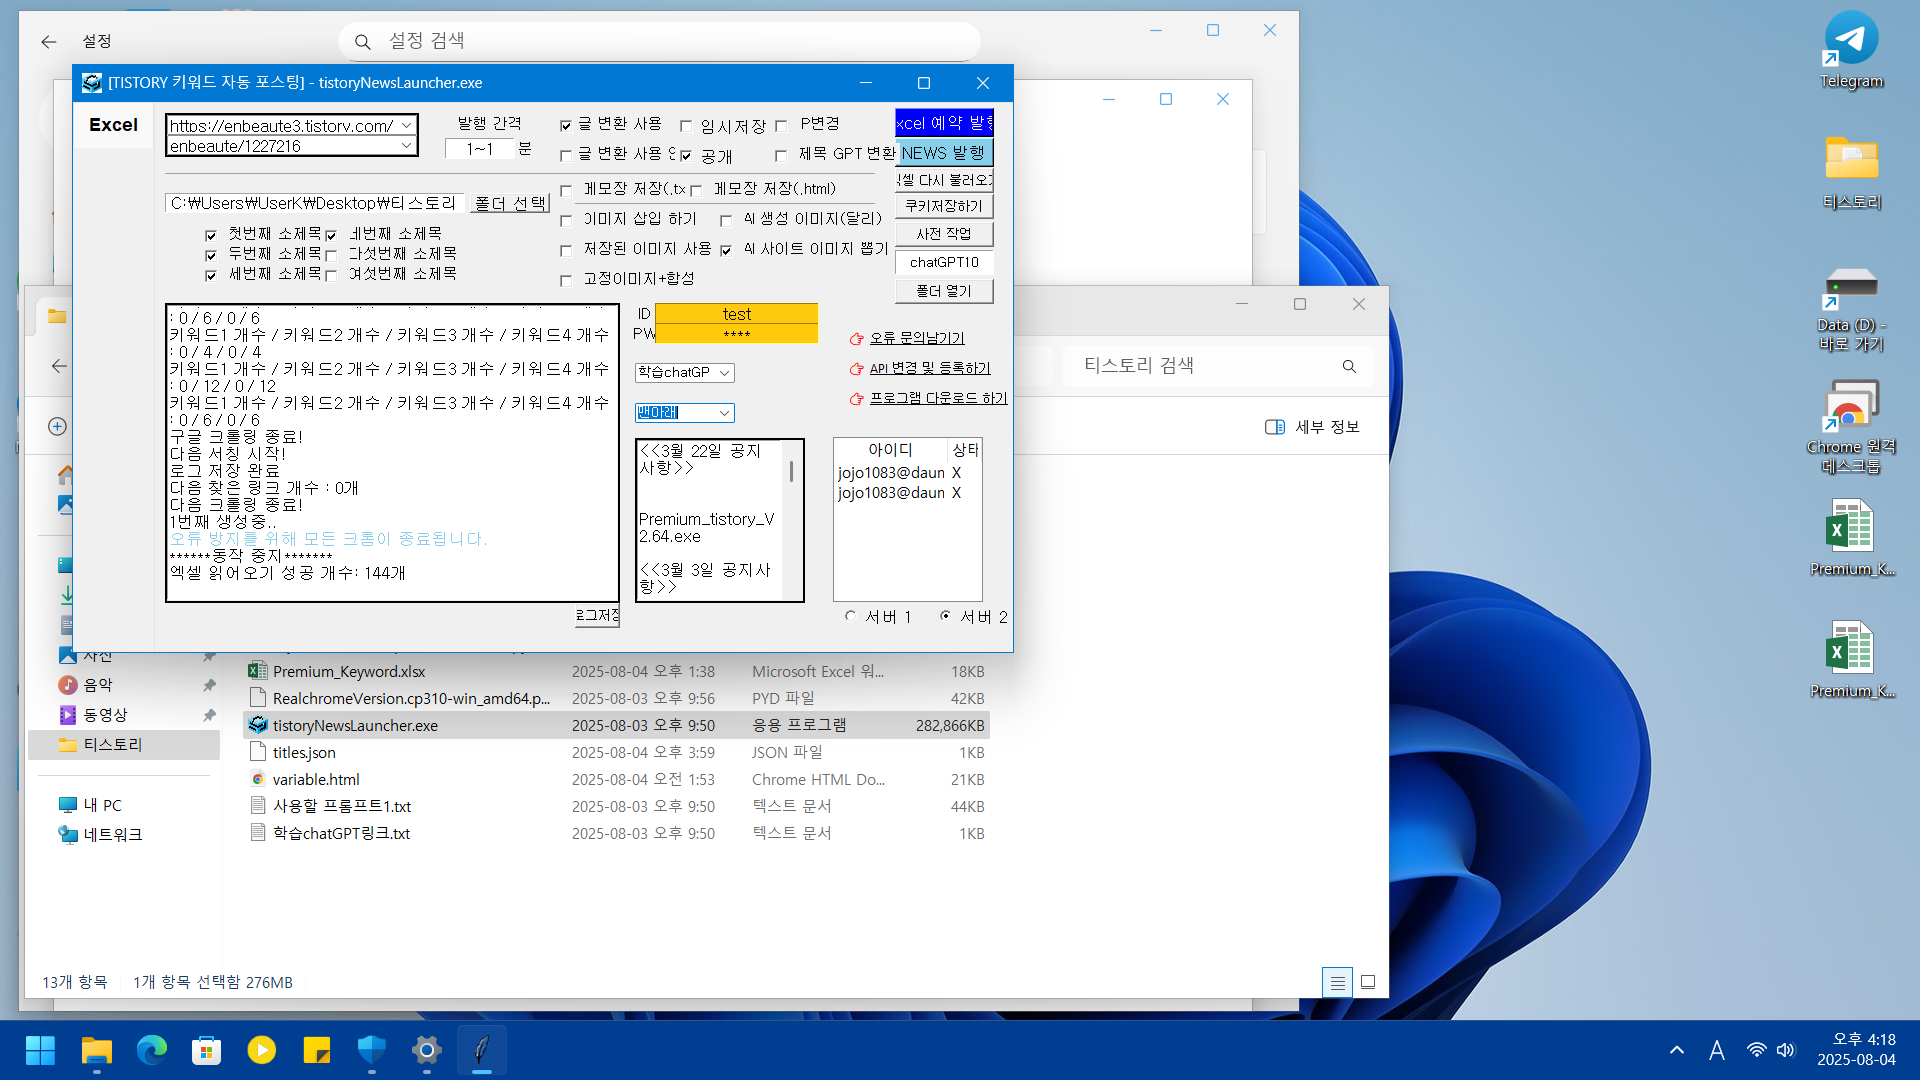 설정
설정 검색
[TISTORY 키워드 자동 포스팅] - tistoryNewsLauncher.exe
Excel
https://enbeaute3.tistory.com/
enbeaute/1227216
발행 간격
1~1 분
글 변환 사용
임시저장
P변경
글 변환 사용
공개
제목 GPT 변환
xcel 예약 발행
NEWS 발행
엑셀 다시 불러오기
쿠키저장하기
사전 작업
chatGPT10
폴더 열기
C:₩Users₩UserK₩Desktop₩티스토리
폴더 선택
메모장 저장(.tx
메모장 저장(.html)
첫번째 소제목
네번째 소제목
두번째 소제목
다섯번째 소제목
세번째 소제목
여섯번째 소제목
이미지 삽입 하기
AI 생성 이미지(달리)
저장된 이미지 사용
AI 사이트 이미지 뽑기
고정이미지+합성
: 0 / 6 / 0 / 6
키워드1 개수 / 키워드2 개수 / 키워드3 개수 / 키워드4 개수
: 0 / 4 / 0 / 4
키워드1 개수 / 키워드2 개수 / 키워드3 개수 / 키워드4 개수
: 0 / 12 / 0 / 12
키워드1 개수 / 키워드2 개수 / 키워드3 개수 / 키워드4 개수
: 0 / 6 / 0 / 6
구글 크롤링 종료!
다음 서칭 시작!
로그 저장 완료
다음 찾은 링크 개수 : 0개
다음 크롤링 종료!
1번째 생성중..
오류 방지를 위해 모든 크롬이 종료됩니다.
******동작 중지*******
엑셀 읽어오기 성공 개수: 144개
로그저장
ID test
PW ****
학습chatGP
맨아래
오류 문의남기기
API 변경 및 등록하기
프로그램 다운로드 하기
<<3월 22일 공지
사항>>
Premium_tistory_V
2.64.exe
<<3월 3일 공지사
항>>
아이디 상태
jojo1083@daun X
jojo1083@daun X
서버 1
서버 2
티스토리 검색
세부 정보
사진
음악
동영상
티스토리
내 PC
네트워크
Premium_Keyword.xlsx 2025-08-04 오후 1:38 Microsoft Excel 워... 18KB
RealchromeVersion.cp310-win_amd64.p... 2025-08-03 오후 9:56 PYD 파일 42KB
tistoryNewsLauncher.exe 2025-08-03 오후 9:50 응용 프로그램 282,866KB
titles.json 2025-08-04 오후 3:59 JSON 파일 1KB
variable.html 2025-08-04 오전 1:53 Chrome HTML Do... 21KB
사용할 프롬프트1.txt 2025-08-03 오후 9:50 텍스트 문서 44KB
학습chatGPT링크.txt 2025-08-03 오후 9:50 텍스트 문서 1KB
13개 항목
1개 항목 선택함 276MB
Telegram
티스토리
Data (D) -
바로 가기
Chrome 원격
데스크톱
Premium_K...
Premium_K...
A
오후 4:18
2025-08-04